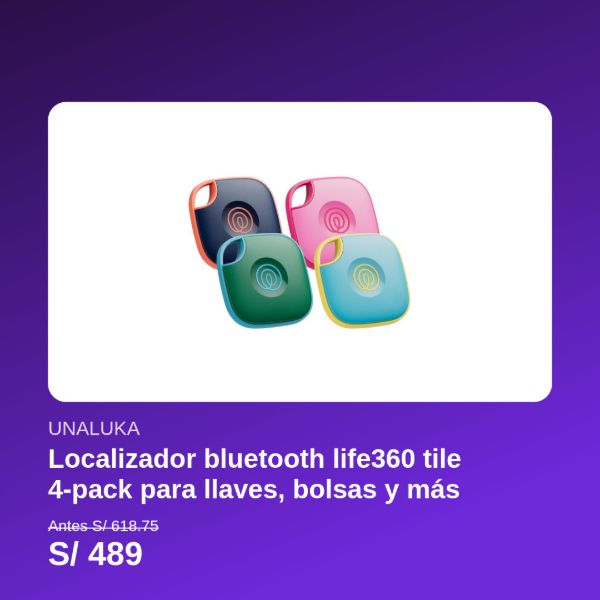 UNALUKA
Localizador bluetooth life360 tile
4-pack para llaves, bolsas y más
Antes S/ 618.75
S/ 489